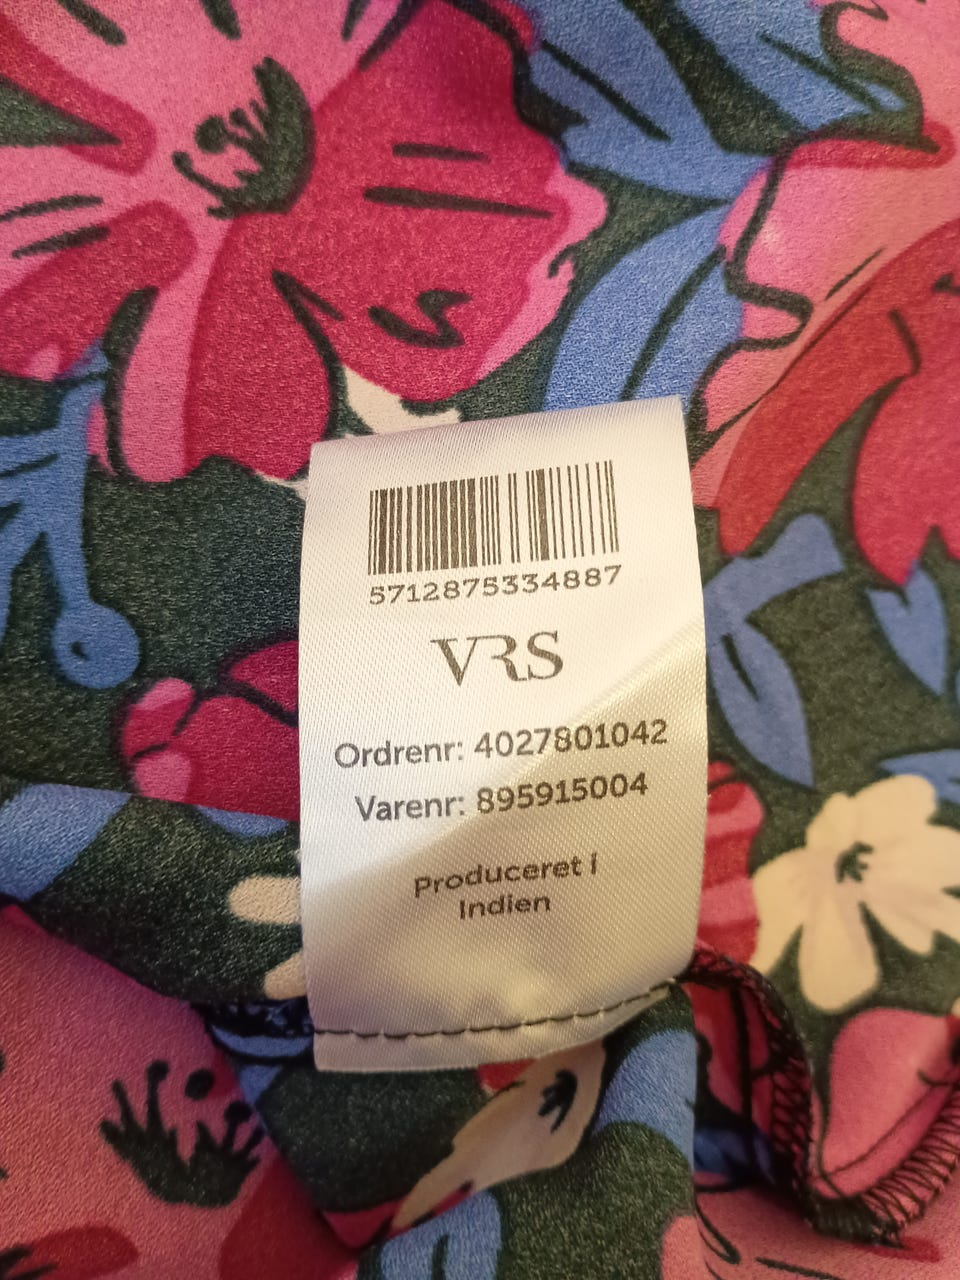 5712875334887
VRS
Ordrenr: 4027801042
Varenr: 895915004
Produceret i
Indien